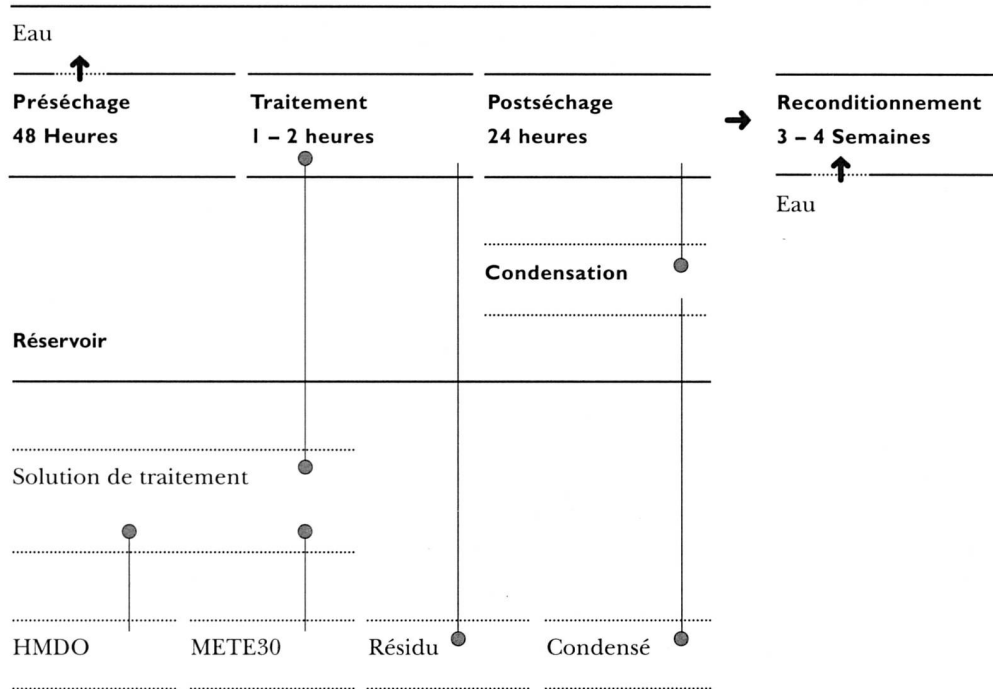 Eau
Préséchage
48 Heures
Traitement
1 – 2 heures
Postséchage
24 heures
Reconditionnement
3 – 4 Semaines
Eau
Condensation
Réservoir
Solution de traitement
HMDO
METE30
Résidu
Condensé